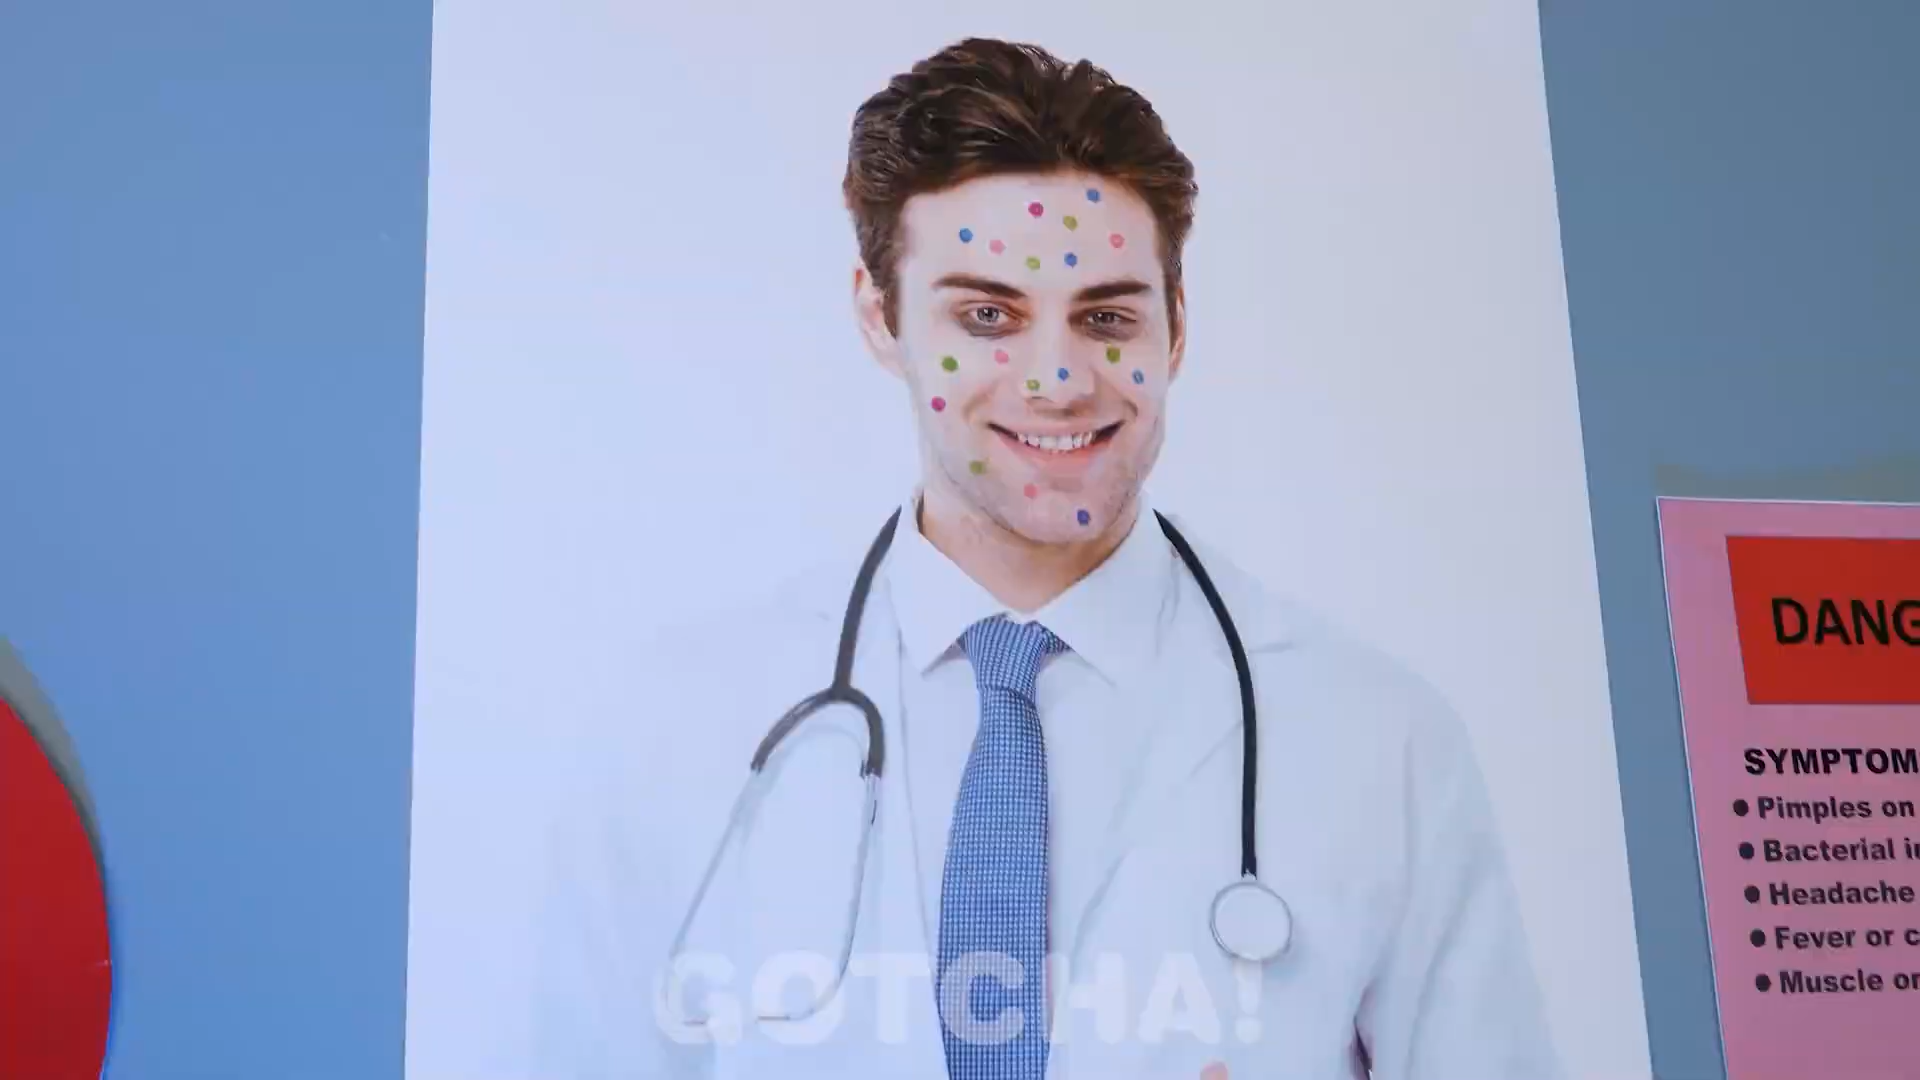 DANG
SYMPTOM
• Pimples on
• Bacterial
• Headache
• Fever or
• Muscle or
GOTCHA!